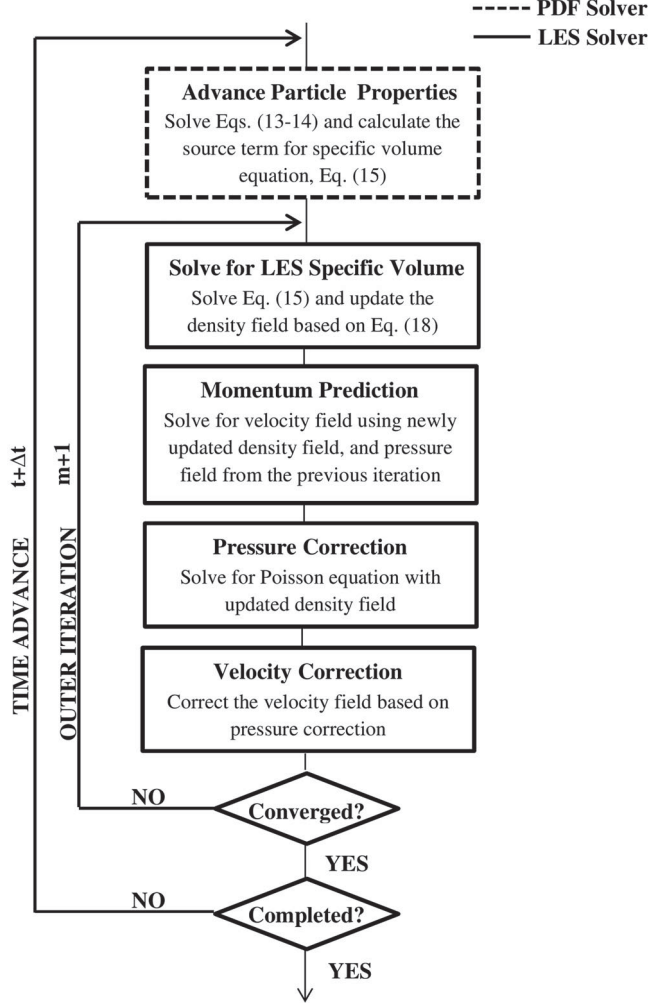 PDF Solver
LES Solver
Advance Particle Properties
Solve Eqs. (13-14) and calculate the
source term for specific volume
equation, Eq. (15)
Solve for LES Specific Volume
Solve Eq. (15) and update the
density field based on Eq. (18)
Momentum Prediction
Solve for velocity field using newly
updated density field, and pressure
field from the previous iteration
Pressure Correction
Solve for Poisson equation with
updated density field
Velocity Correction
Correct the velocity field based on
pressure correction
TIME ADVANCE t+Δt
OUTER ITERATION m+1
NO
Converged?
YES
NO
Completed?
YES